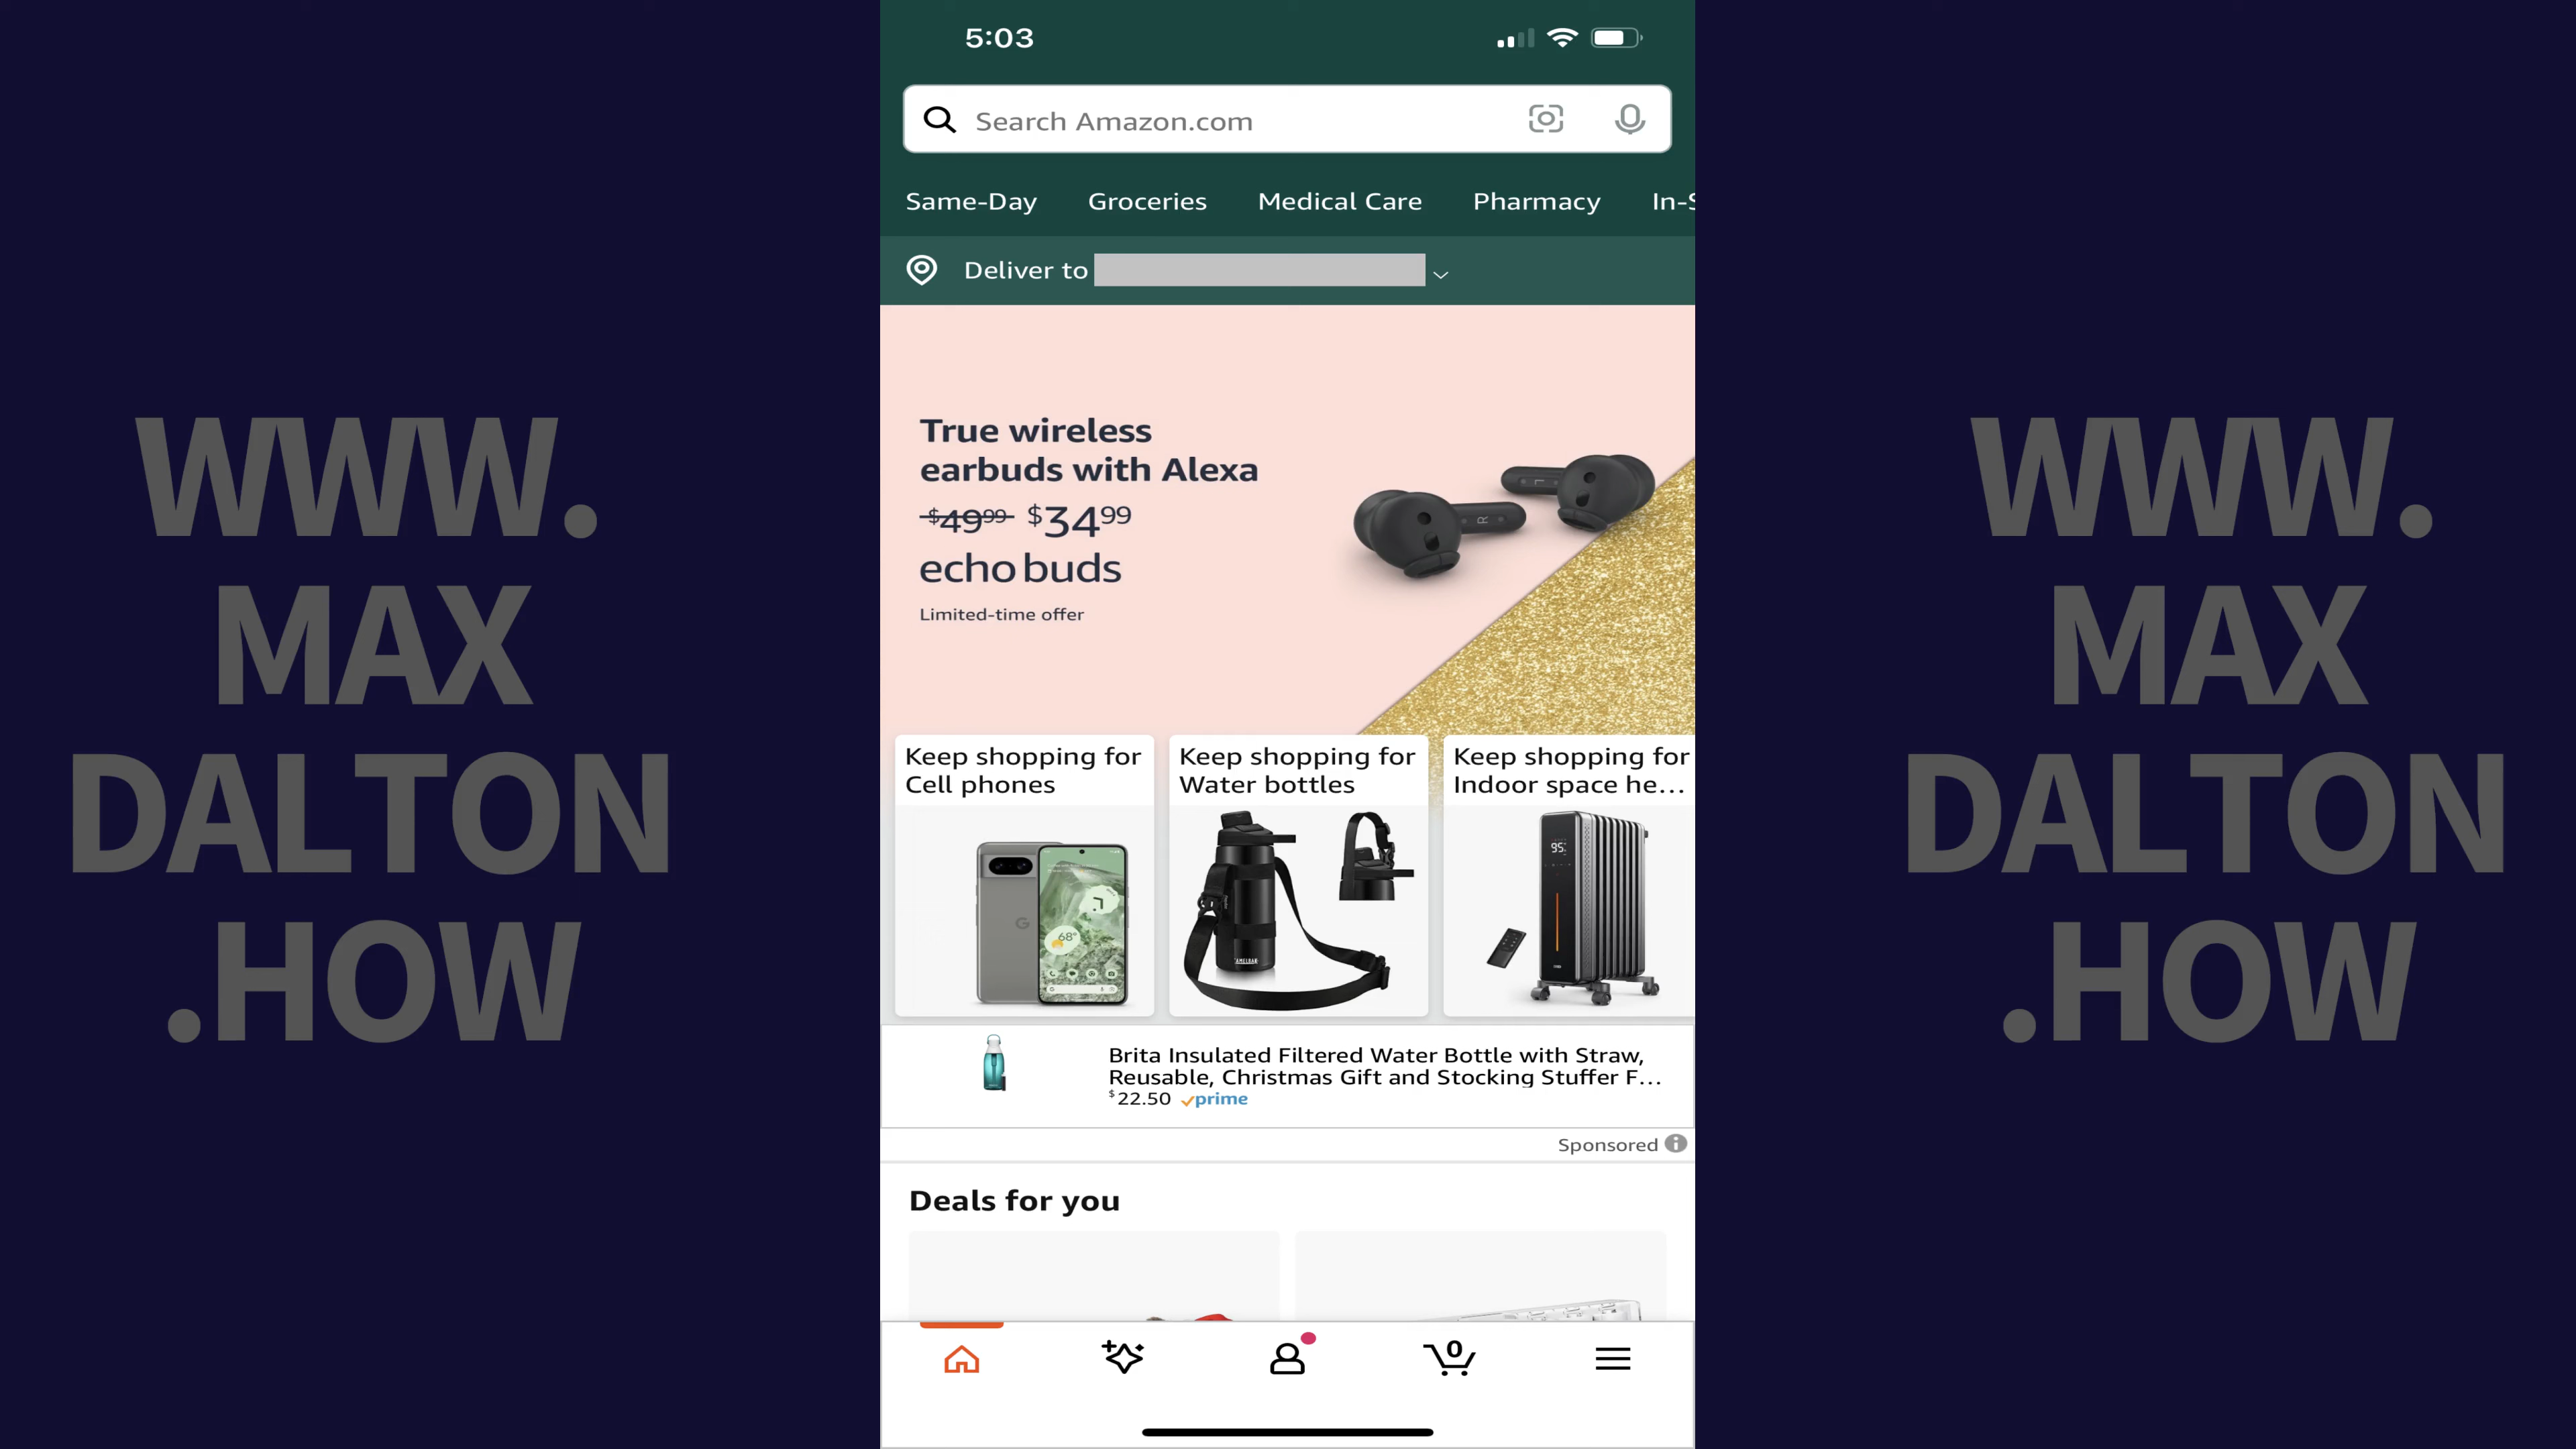 WWW.
MAX
DALTON
.HOW
5:03
Search Amazon.com
Same-Day Groceries Medical Care Pharmacy In-S
Deliver to
True wireless
earbuds with Alexa
$49.99 $34.99
echo buds
Limited-time offer
Keep shopping for
Cell phones
Keep shopping for
Water bottles
Keep shopping for
Indoor space he...
G
68°
95°
Brita Insulated Filtered Water Bottle with Straw,
Reusable, Christmas Gift and Stocking Stuffer F...
$22.50 prime
Sponsored
Deals for you
0
WWW.
MAX
DALTON
.HOW